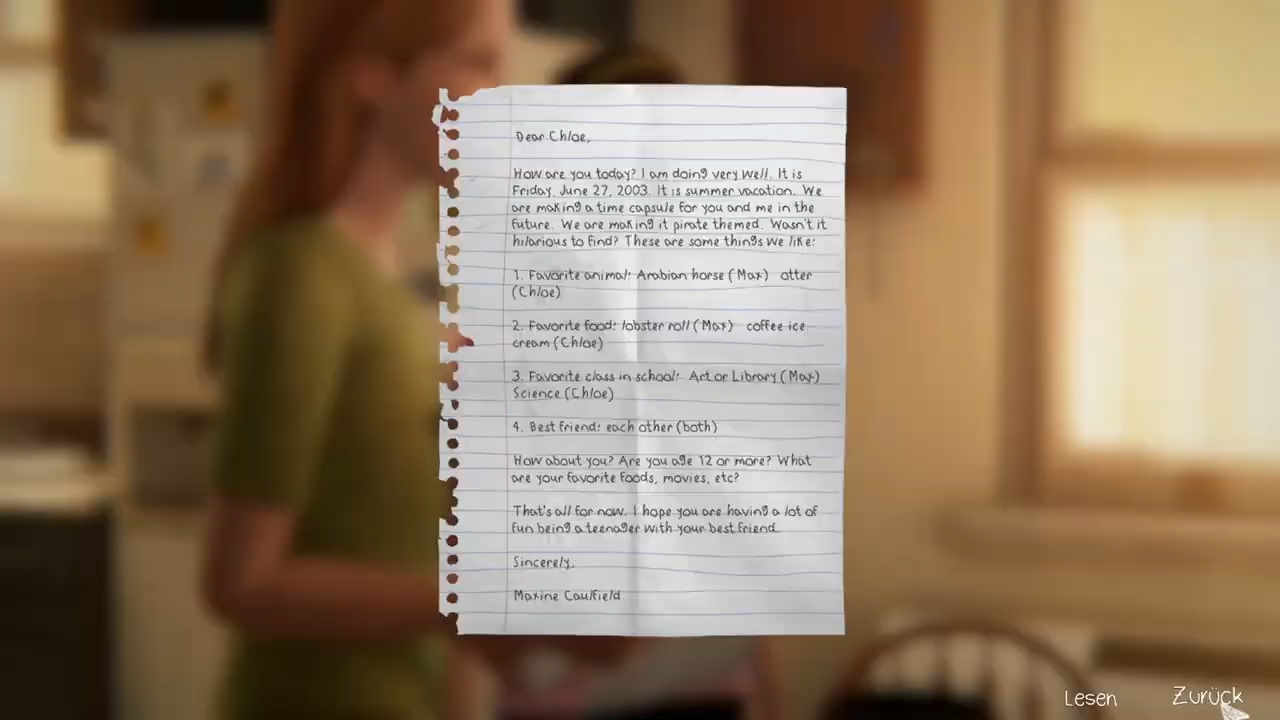 Dear Chloe,
How are you today? I am doing very well. It is
Friday, June 27, 2003. It is summer vacation. We
are making a time capsule for you and me in the
future. We are making it pirate themed. Wasn't it
hilarious to find? These are some things we like:
1. Favorite animal: Arabian horse (Max) otter
(Chloe)
2. Favorite food: lobster roll (Max) coffee ice
cream (Chloe)
3. Favorite class in school: Art or Library (Max)
Science (Chloe)
4. Best friend: each other (both)
How about you? Are you age 12 or more? What
are your favorite foods, movies, etc?
That's all for now. I hope you are having a lot of
fun being a teenager with your best friend.
Sincerely,
Maxine Caulfield
Lesen Zurück